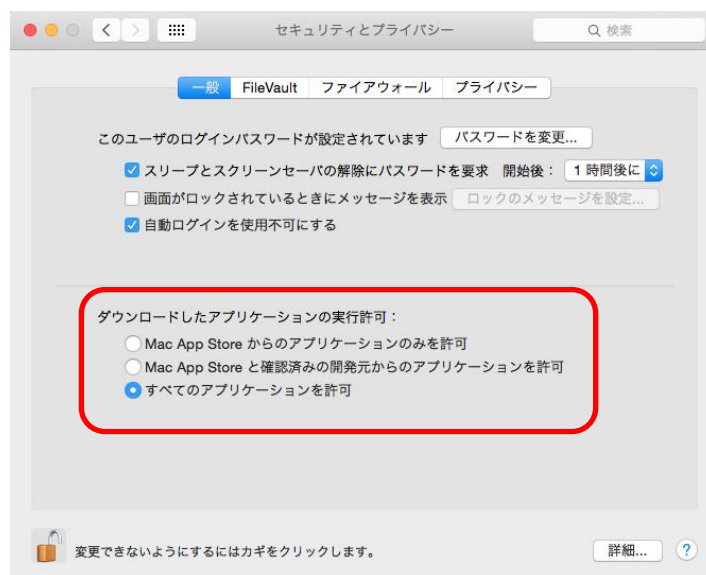 セキュリティとプライバシー
検索
一般 FileVault ファイアウォール プライバシー
このユーザのログインパスワードが設定されています パスワードを変更...
スリープとスクリーンセーバの解除にパスワードを要求 開始後： 1 時間後に
画面がロックされているときにメッセージを表示 ロックのメッセージを設定...
自動ログインを使用不可にする
ダウンロードしたアプリケーションの実行許可：
Mac App Store からのアプリケーションのみを許可
Mac App Store と確認済みの開発元からのアプリケーションを許可
すべてのアプリケーションを許可
変更できないようにするにはカギをクリックします。 詳細... ?